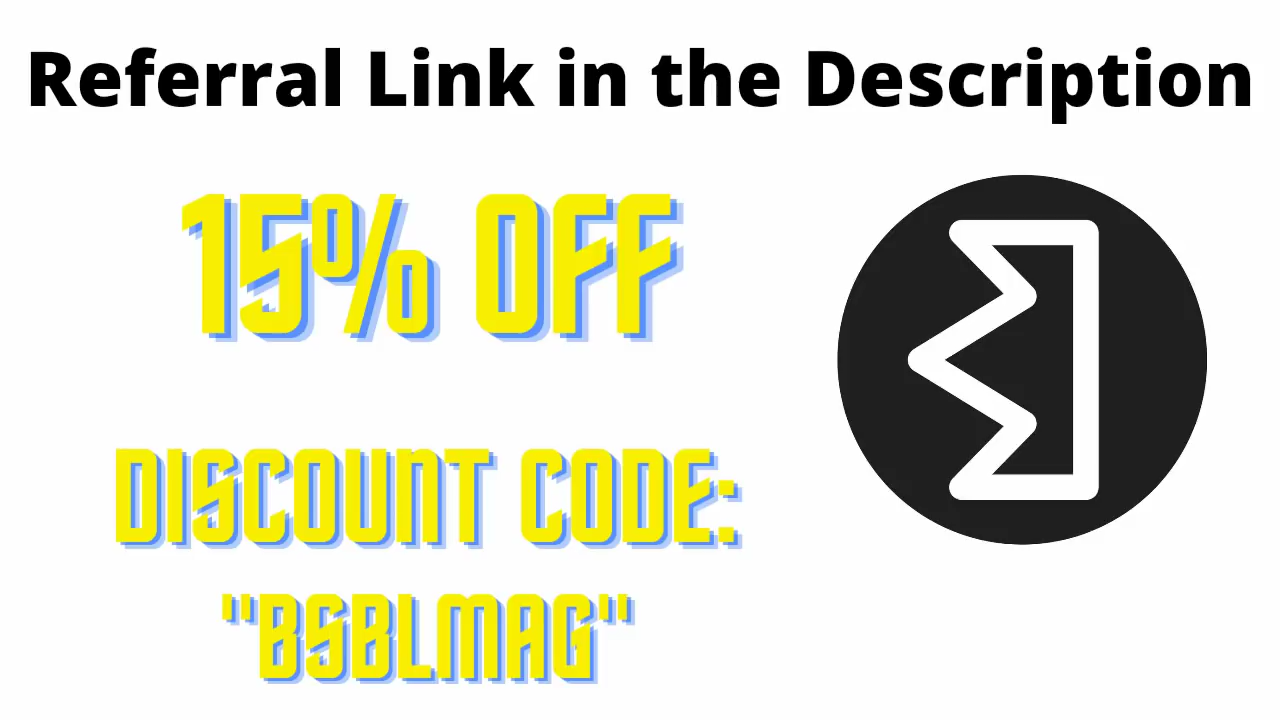 Referral Link in the Description
15% OFF
DISCOUNT CODE:
"BSBLMAG"